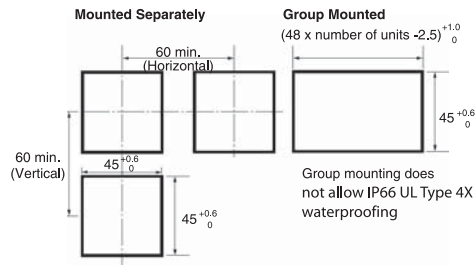 Mounted Separately
Group Mounted
(48 x number of units -2.5) +1.0 0
60 min.
(Horizontal)
45 +0.6 0
60 min.
(Vertical)
45 +0.6 0
Group mounting does
not allow IP66 UL Type 4X
waterproofing
45 +0.6 0